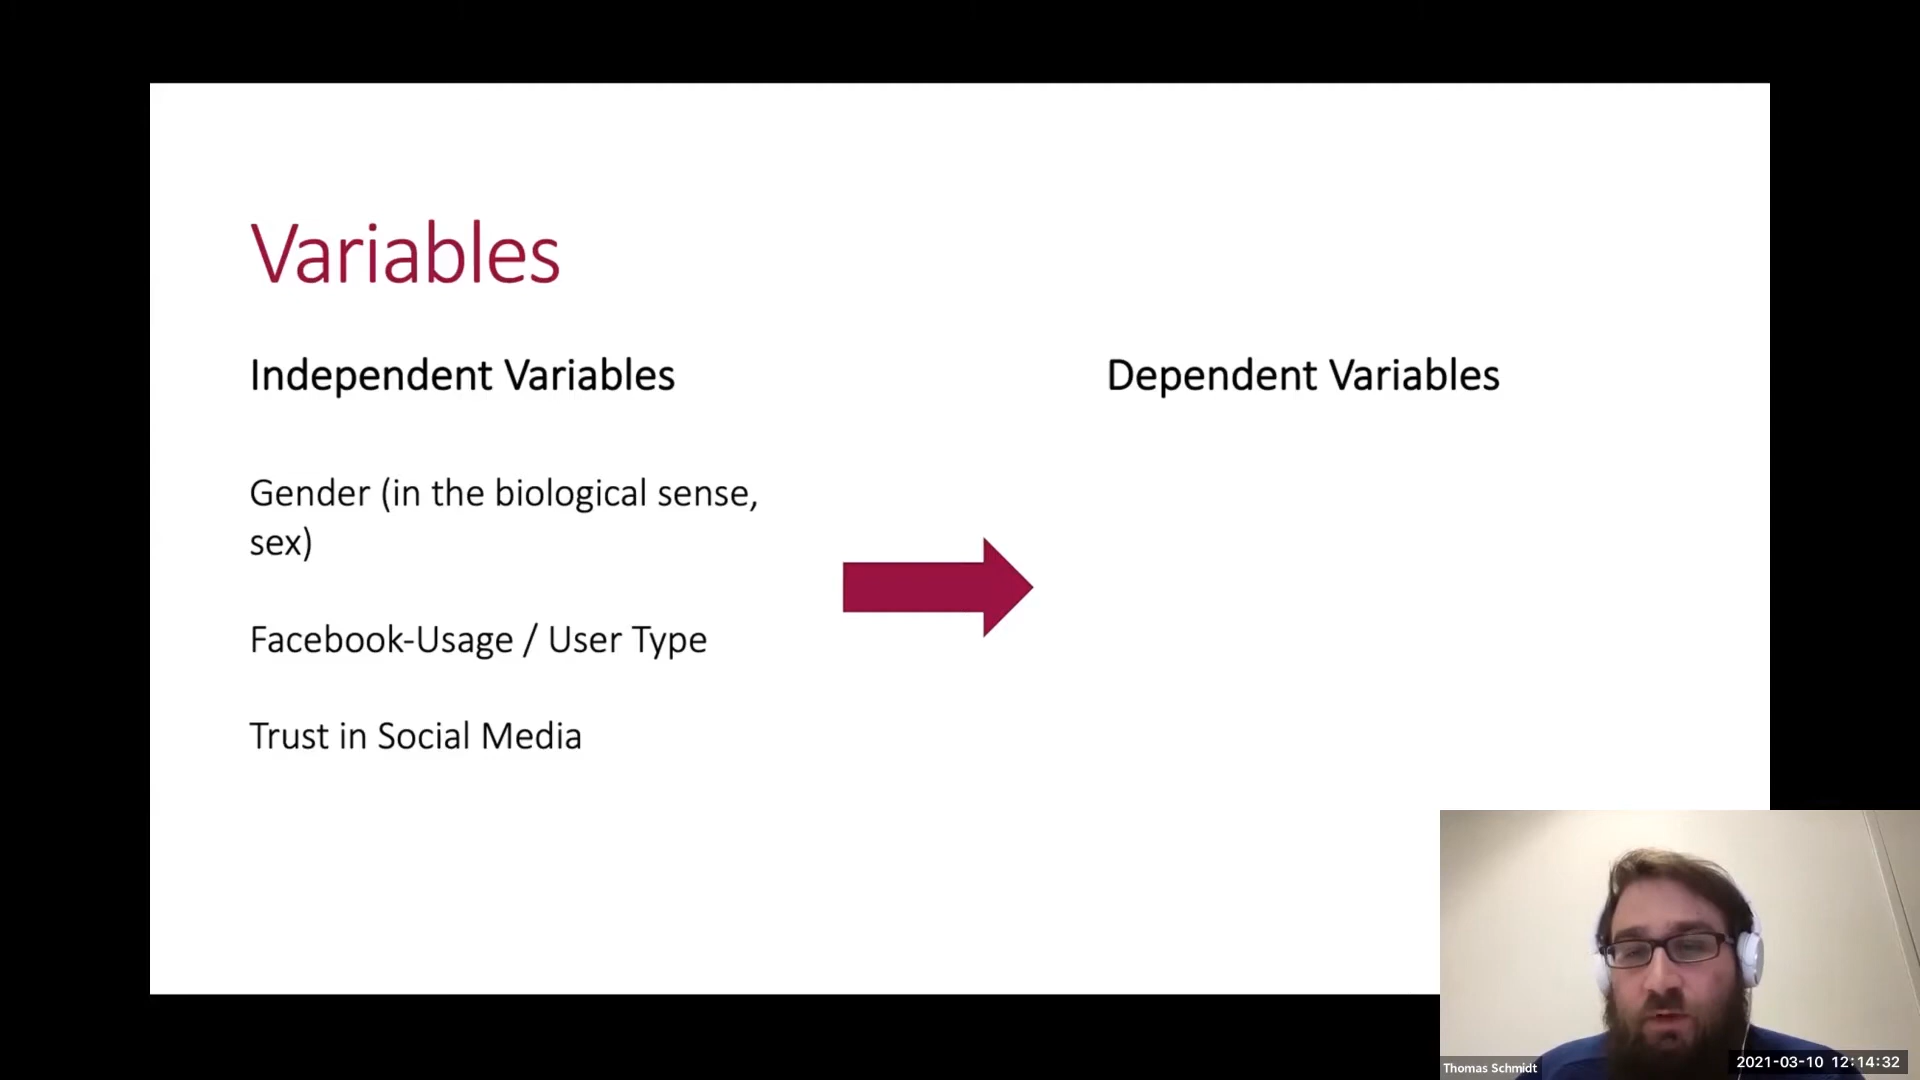 Variables
Independent Variables
Dependent Variables
Gender (in the biological sense,
sex)
Facebook-Usage / User Type
Trust in Social Media
Thomas Schmidt
2021-03-10 12:14:32